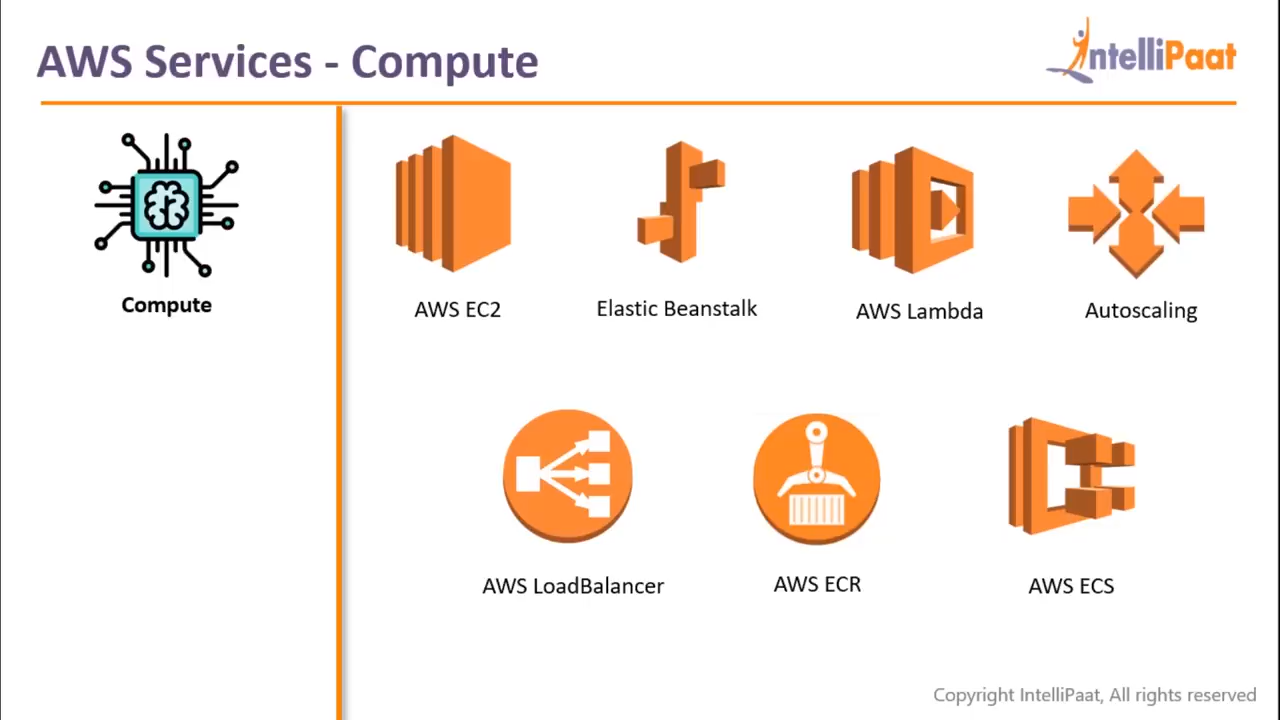 AWS Services - Compute
IntelliPaat
Compute
AWS EC2
Elastic Beanstalk
AWS Lambda
Autoscaling
AWS LoadBalancer
AWS ECR
AWS ECS
Copyright IntelliPaat, All rights reserved